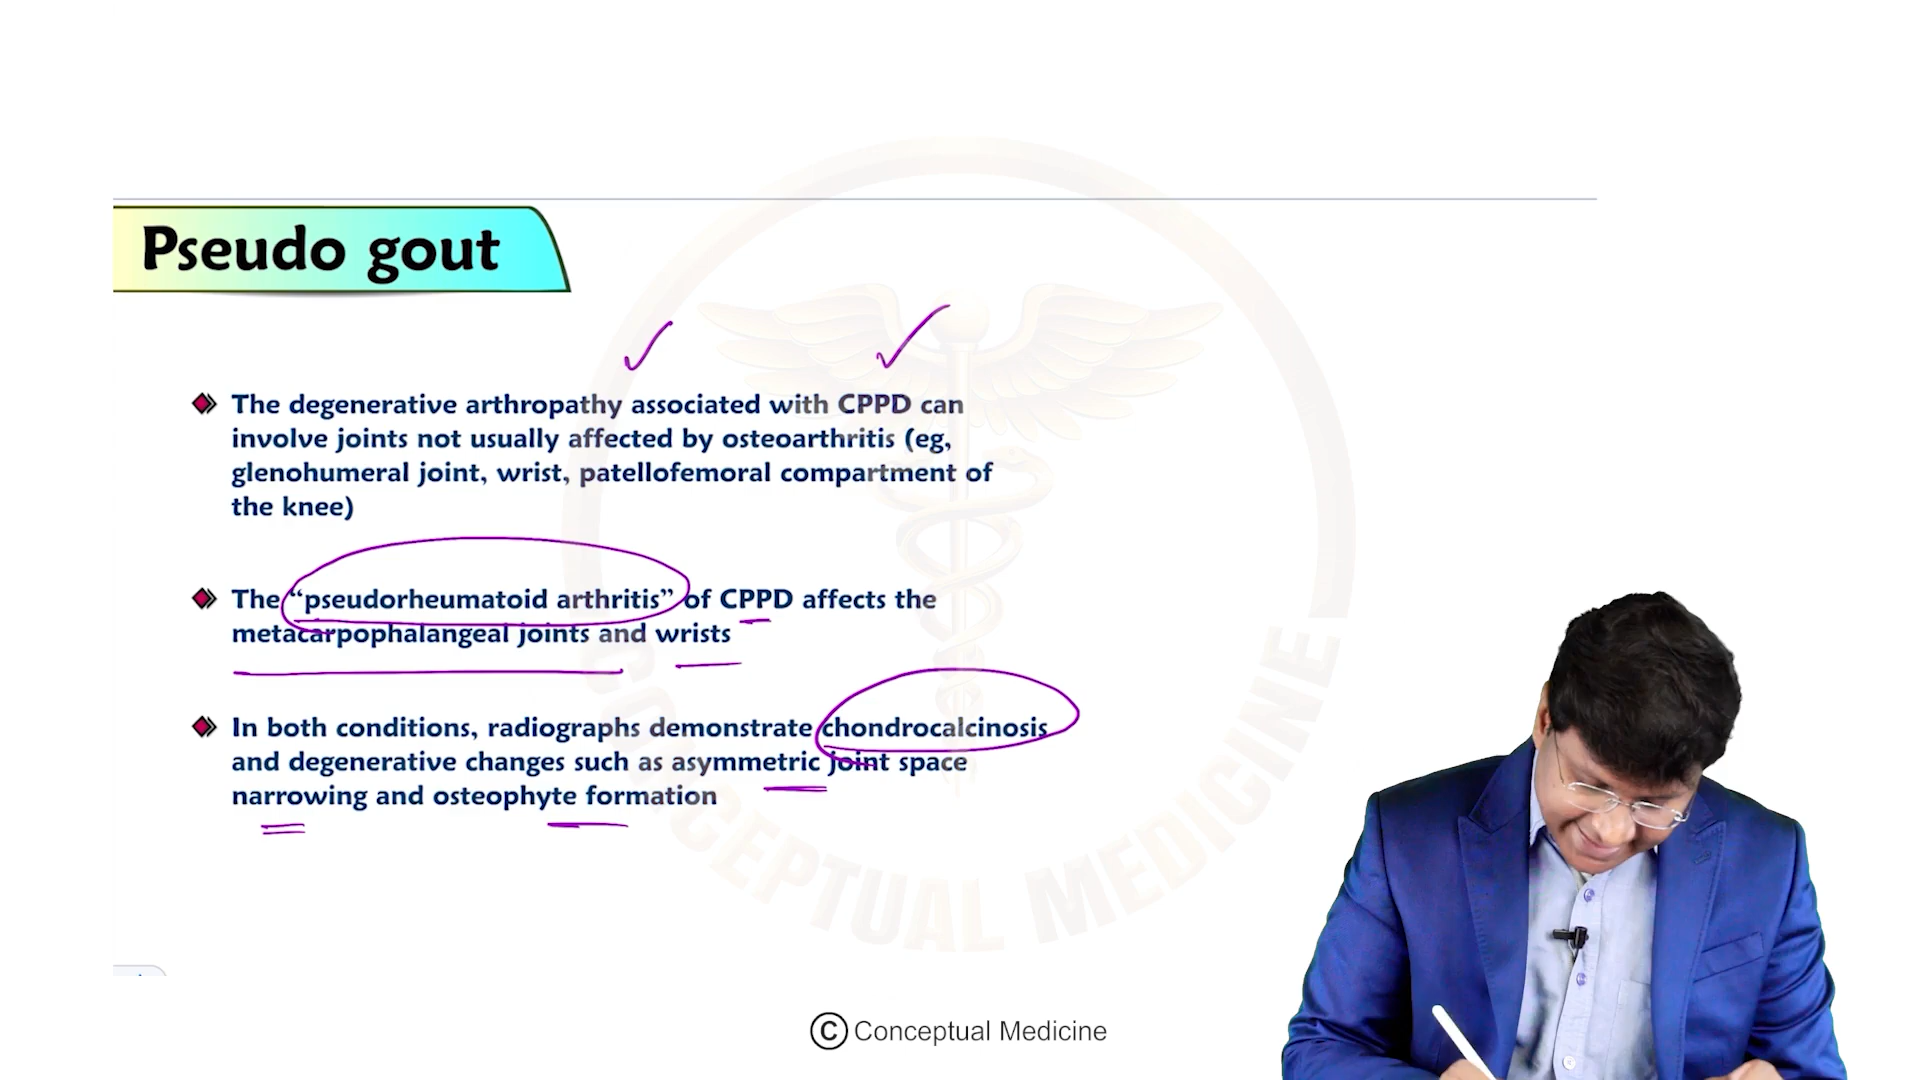 Pseudo gout
The degenerative arthropathy associated with CPPD can
involve joints not usually affected by osteoarthritis (eg,
glenohumeral joint, wrist, patellofemoral compartment of
the knee)
The “pseudorheumatoid arthritis” of CPPD affects the
metacarpophalangeal joints and wrists
In both conditions, radiographs demonstrate chondrocalcinosis
and degenerative changes such as asymmetric joint space
narrowing and osteophyte formation
CONCEPTUAL MEDICINE
© Conceptual Medicine